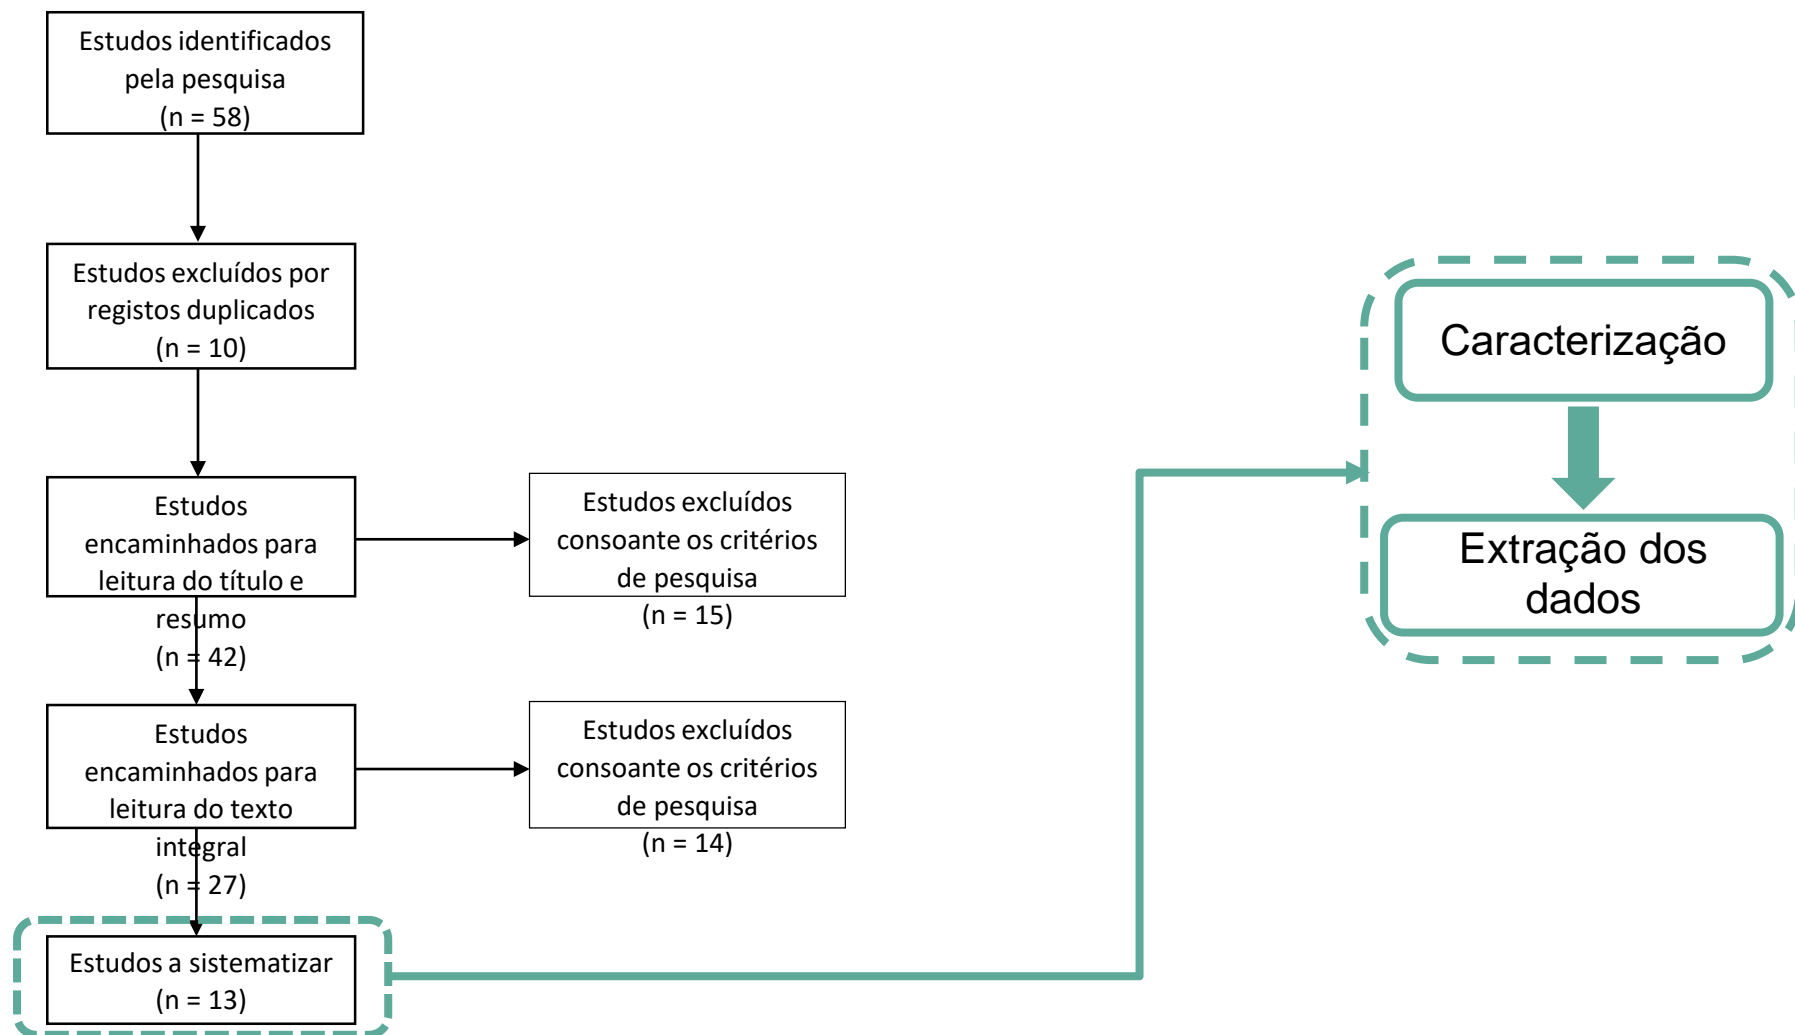 Estudos identificados
pela pesquisa
(n = 58)
Estudos excluídos por
registos duplicados
(n = 10)
Estudos
encaminhados para
leitura do título e
resumo
(n = 42)
Estudos excluídos
consoante os critérios
de pesquisa
(n = 15)
Estudos
encaminhados para
leitura do texto
integral
(n = 27)
Estudos excluídos
consoante os critérios
de pesquisa
(n = 14)
Estudos a sistematizar
(n = 13)
Caracterização
Extração dos
dados